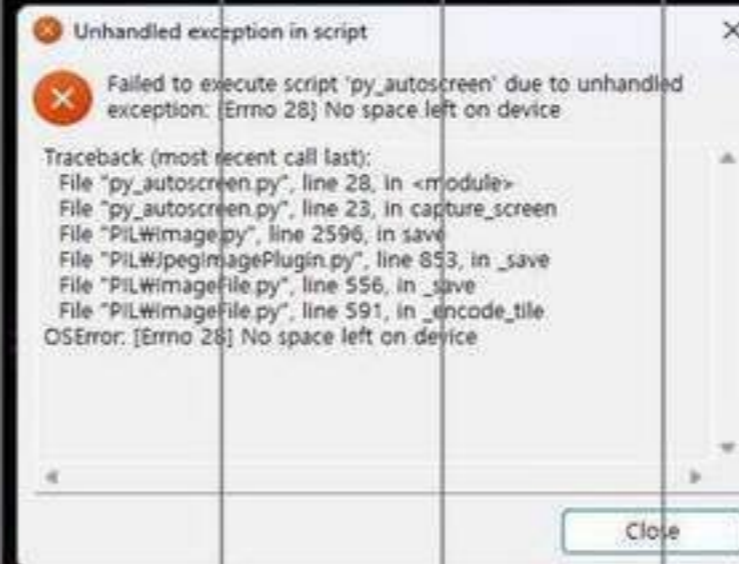 Unhandled exception in script
Failed to execute script 'py_autoscreen' due to unhandled
exception: [Errno 28] No space left on device
Traceback (most recent call last):
File "py_autoscreen.py", line 28, in <module>
File "py_autoscreen.py", line 23, in capture_screen
File "PIL₩Image.py", line 2596, in save
File "PIL₩JpegImagePlugin.py", line 853, in _save
File "PIL₩ImageFile.py", line 556, in _save
File "PIL₩ImageFile.py", line 591, in _encode_tile
OSError: [Errno 28] No space left on device
Close